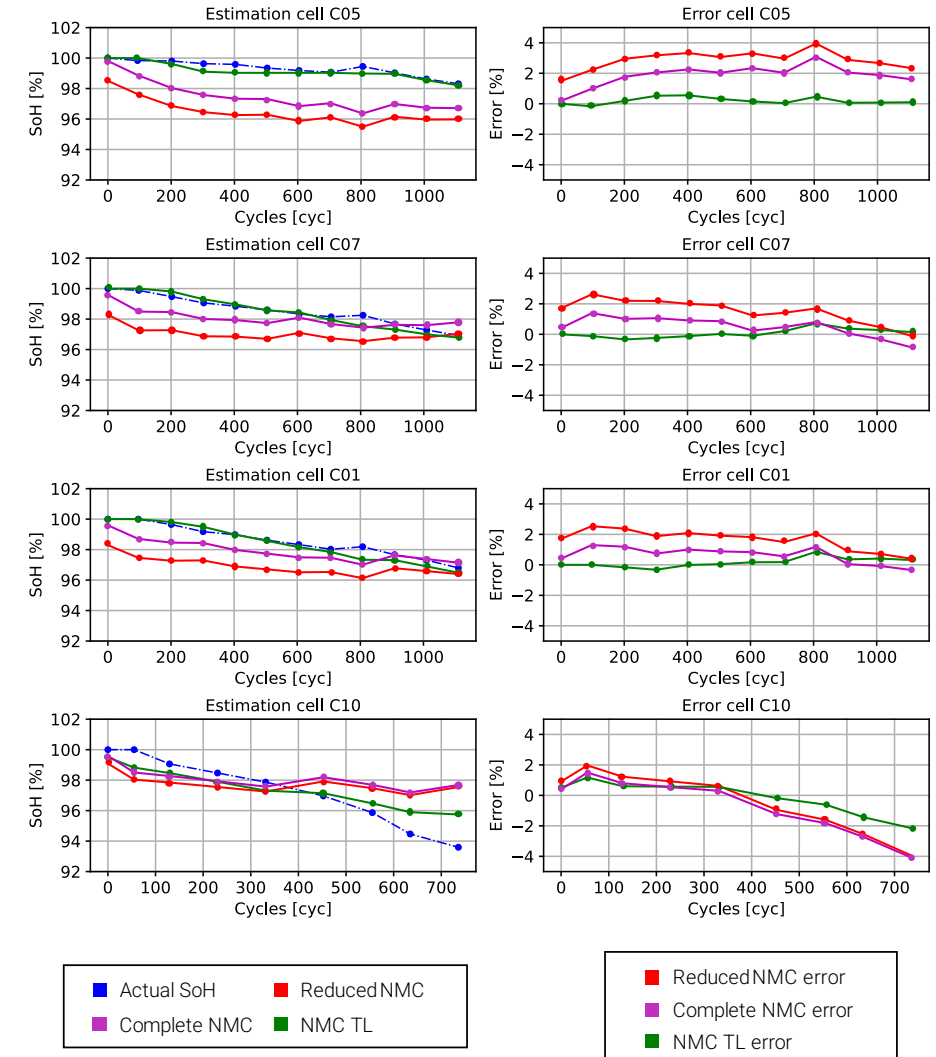 Estimation cell C05
SoH [%]
102
100
98
96
94
92
0 200 400 600 800 1000
Cycles [cyc]
Error cell C05
Error [%]
4
2
0
−2
−4
0 200 400 600 800 1000
Cycles [cyc]
Estimation cell C07
SoH [%]
102
100
98
96
94
92
0 200 400 600 800 1000
Cycles [cyc]
Error cell C07
Error [%]
4
2
0
−2
−4
0 200 400 600 800 1000
Cycles [cyc]
Estimation cell C01
SoH [%]
102
100
98
96
94
92
0 200 400 600 800 1000
Cycles [cyc]
Error cell C01
Error [%]
4
2
0
−2
−4
0 200 400 600 800 1000
Cycles [cyc]
Estimation cell C10
SoH [%]
102
100
98
96
94
92
0 100 200 300 400 500 600 700
Cycles [cyc]
Error cell C10
Error [%]
4
2
0
−2
−4
0 100 200 300 400 500 600 700
Cycles [cyc]
Actual SoH Reduced NMC
Complete NMC NMC TL
Reduced NMC error
Complete NMC error
NMC TL error